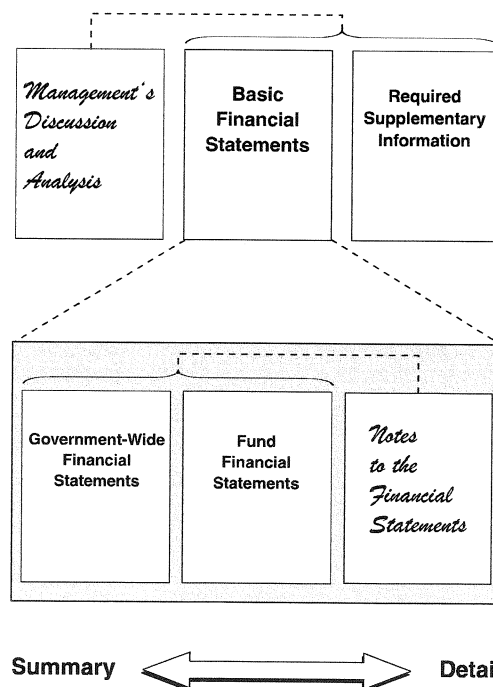 Management's
Discussion
and
Analysis
Basic
Financial
Statements
Required
Supplementary
Information
Government-Wide
Financial
Statements
Fund
Financial
Statements
Notes
to the
Financial
Statements
Summary
Detai